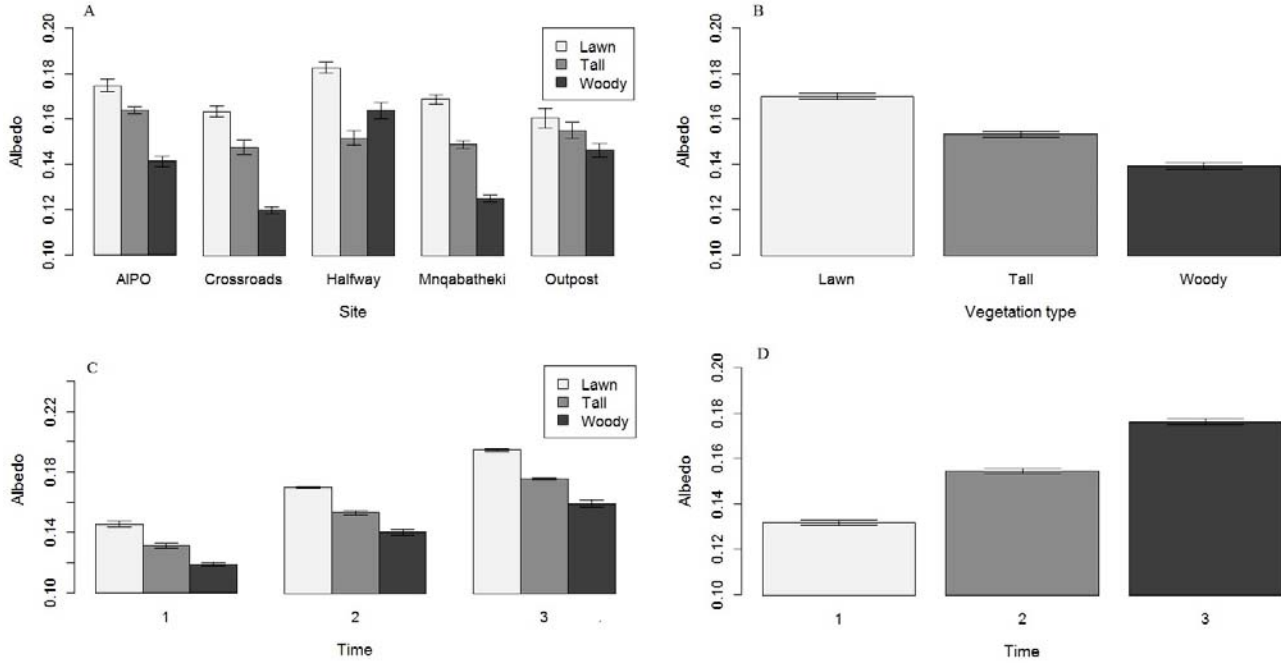 A
Albedo
0.10 0.12 0.14 0.16 0.18 0.20
Lawn
Tall
Woody
AIPO Crossroads Halfway Mnqabatheki Outpost
Site
B
Albedo
0.10 0.12 0.14 0.16 0.18 0.20
Lawn Tall Woody
Vegetation type
C
Albedo
0.10 0.14 0.18 0.22
Lawn
Tall
Woody
1 2 3
Time
D
Albedo
0.10 0.12 0.14 0.16 0.18 0.20
1 2 3
Time